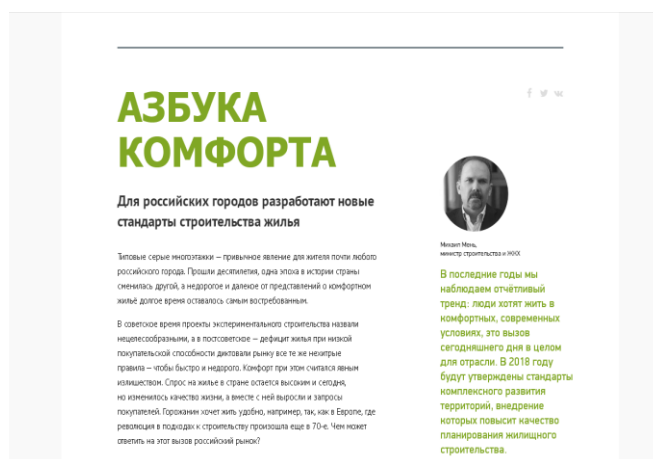 АЗБУКА
КОМФОРТА
Для российских городов разработают новые
стандарты строительства жилья
Типовые серые многоэтажки — привычное явление для жителя почти любого
российского города. Прошли десятилетия, одна эпоха в истории страны
сменилась другой, а недорогое и далекое от представлений о комфортном
жильё долгое время оставалось самым востребованным.
В советское время проекты экспериментального строительства назвали
нецелесообразными, а в постсоветское — дефицит жилья при низкой
покупательской способности диктовали рынку все те же нехитрые
правила — чтобы быстро и недорого. Комфорт при этом считался явным
излишеством. Спрос на жилье в стране остается высоким и сегодня,
но изменилось качество жизни, а вместе с ней выросли и запросы
покупателей. Горожанин хочет жить удобно, например, так, как в Европе, где
революция в подходах к строительству произошла еще в 70-е. Чем может
ответить на этот вызов российский рынок?
Михаил Мень,
министр строительства и ЖКХ
В последние годы мы
наблюдаем отчётливый
тренд: люди хотят жить в
комфортных, современных
условиях, это вызов
сегодняшнего дня в целом
для отрасли. В 2018 году
будут утверждены стандарты
комплексного развития
территорий, внедрение
которых повысит качество
планирования жилищного
строительства.